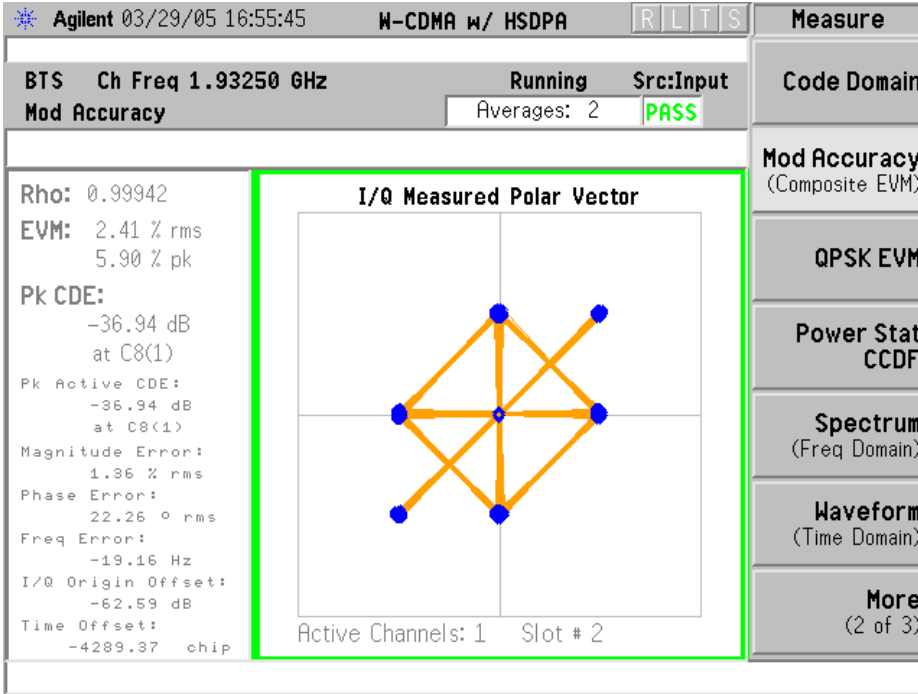 Agilent 03/29/05 16:55:45 W-CDMA w/ HSDPA R L T S Measure
BTS Ch Freq 1.93250 GHz Running Src:Input
Mod Accuracy Averages: 2 PASS
Rho: 0.99942
EVM: 2.41 % rms
5.90 % pk
Pk CDE:
-36.94 dB
at C8(1)
Pk Active CDE:
-36.94 dB
at C8(1)
Magnitude Error:
1.36 % rms
Phase Error:
22.26 º rms
Freq Error:
-19.16 Hz
I/Q Origin Offset:
-62.59 dB
Time Offset:
-4289.37 chip
I/Q Measured Polar Vector
Active Channels: 1 Slot # 2
Code Domain
Mod Accuracy
(Composite EVM)
QPSK EVM
Power Stat
CCDF
Spectrum
(Freq Domain)
Waveform
(Time Domain)
More
(2 of 3)